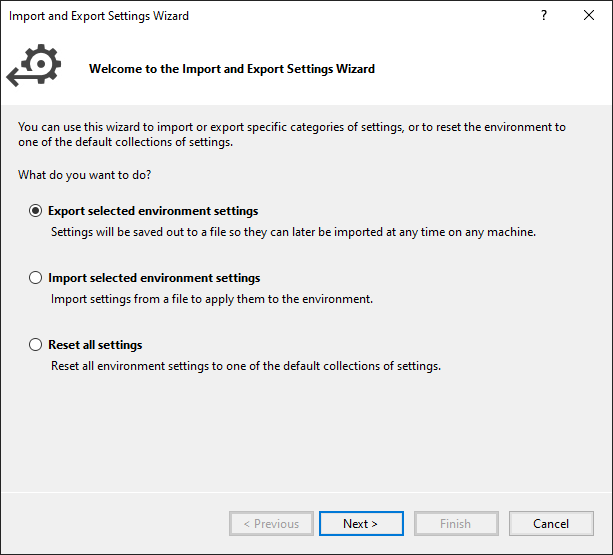 Import and Export Settings Wizard
?
Welcome to the Import and Export Settings Wizard
You can use this wizard to import or export specific categories of settings, or to reset the environment to
one of the default collections of settings.
What do you want to do?
Export selected environment settings
Settings will be saved out to a file so they can later be imported at any time on any machine.
Import selected environment settings
Import settings from a file to apply them to the environment.
Reset all settings
Reset all environment settings to one of the default collections of settings.
< Previous Next > Finish Cancel